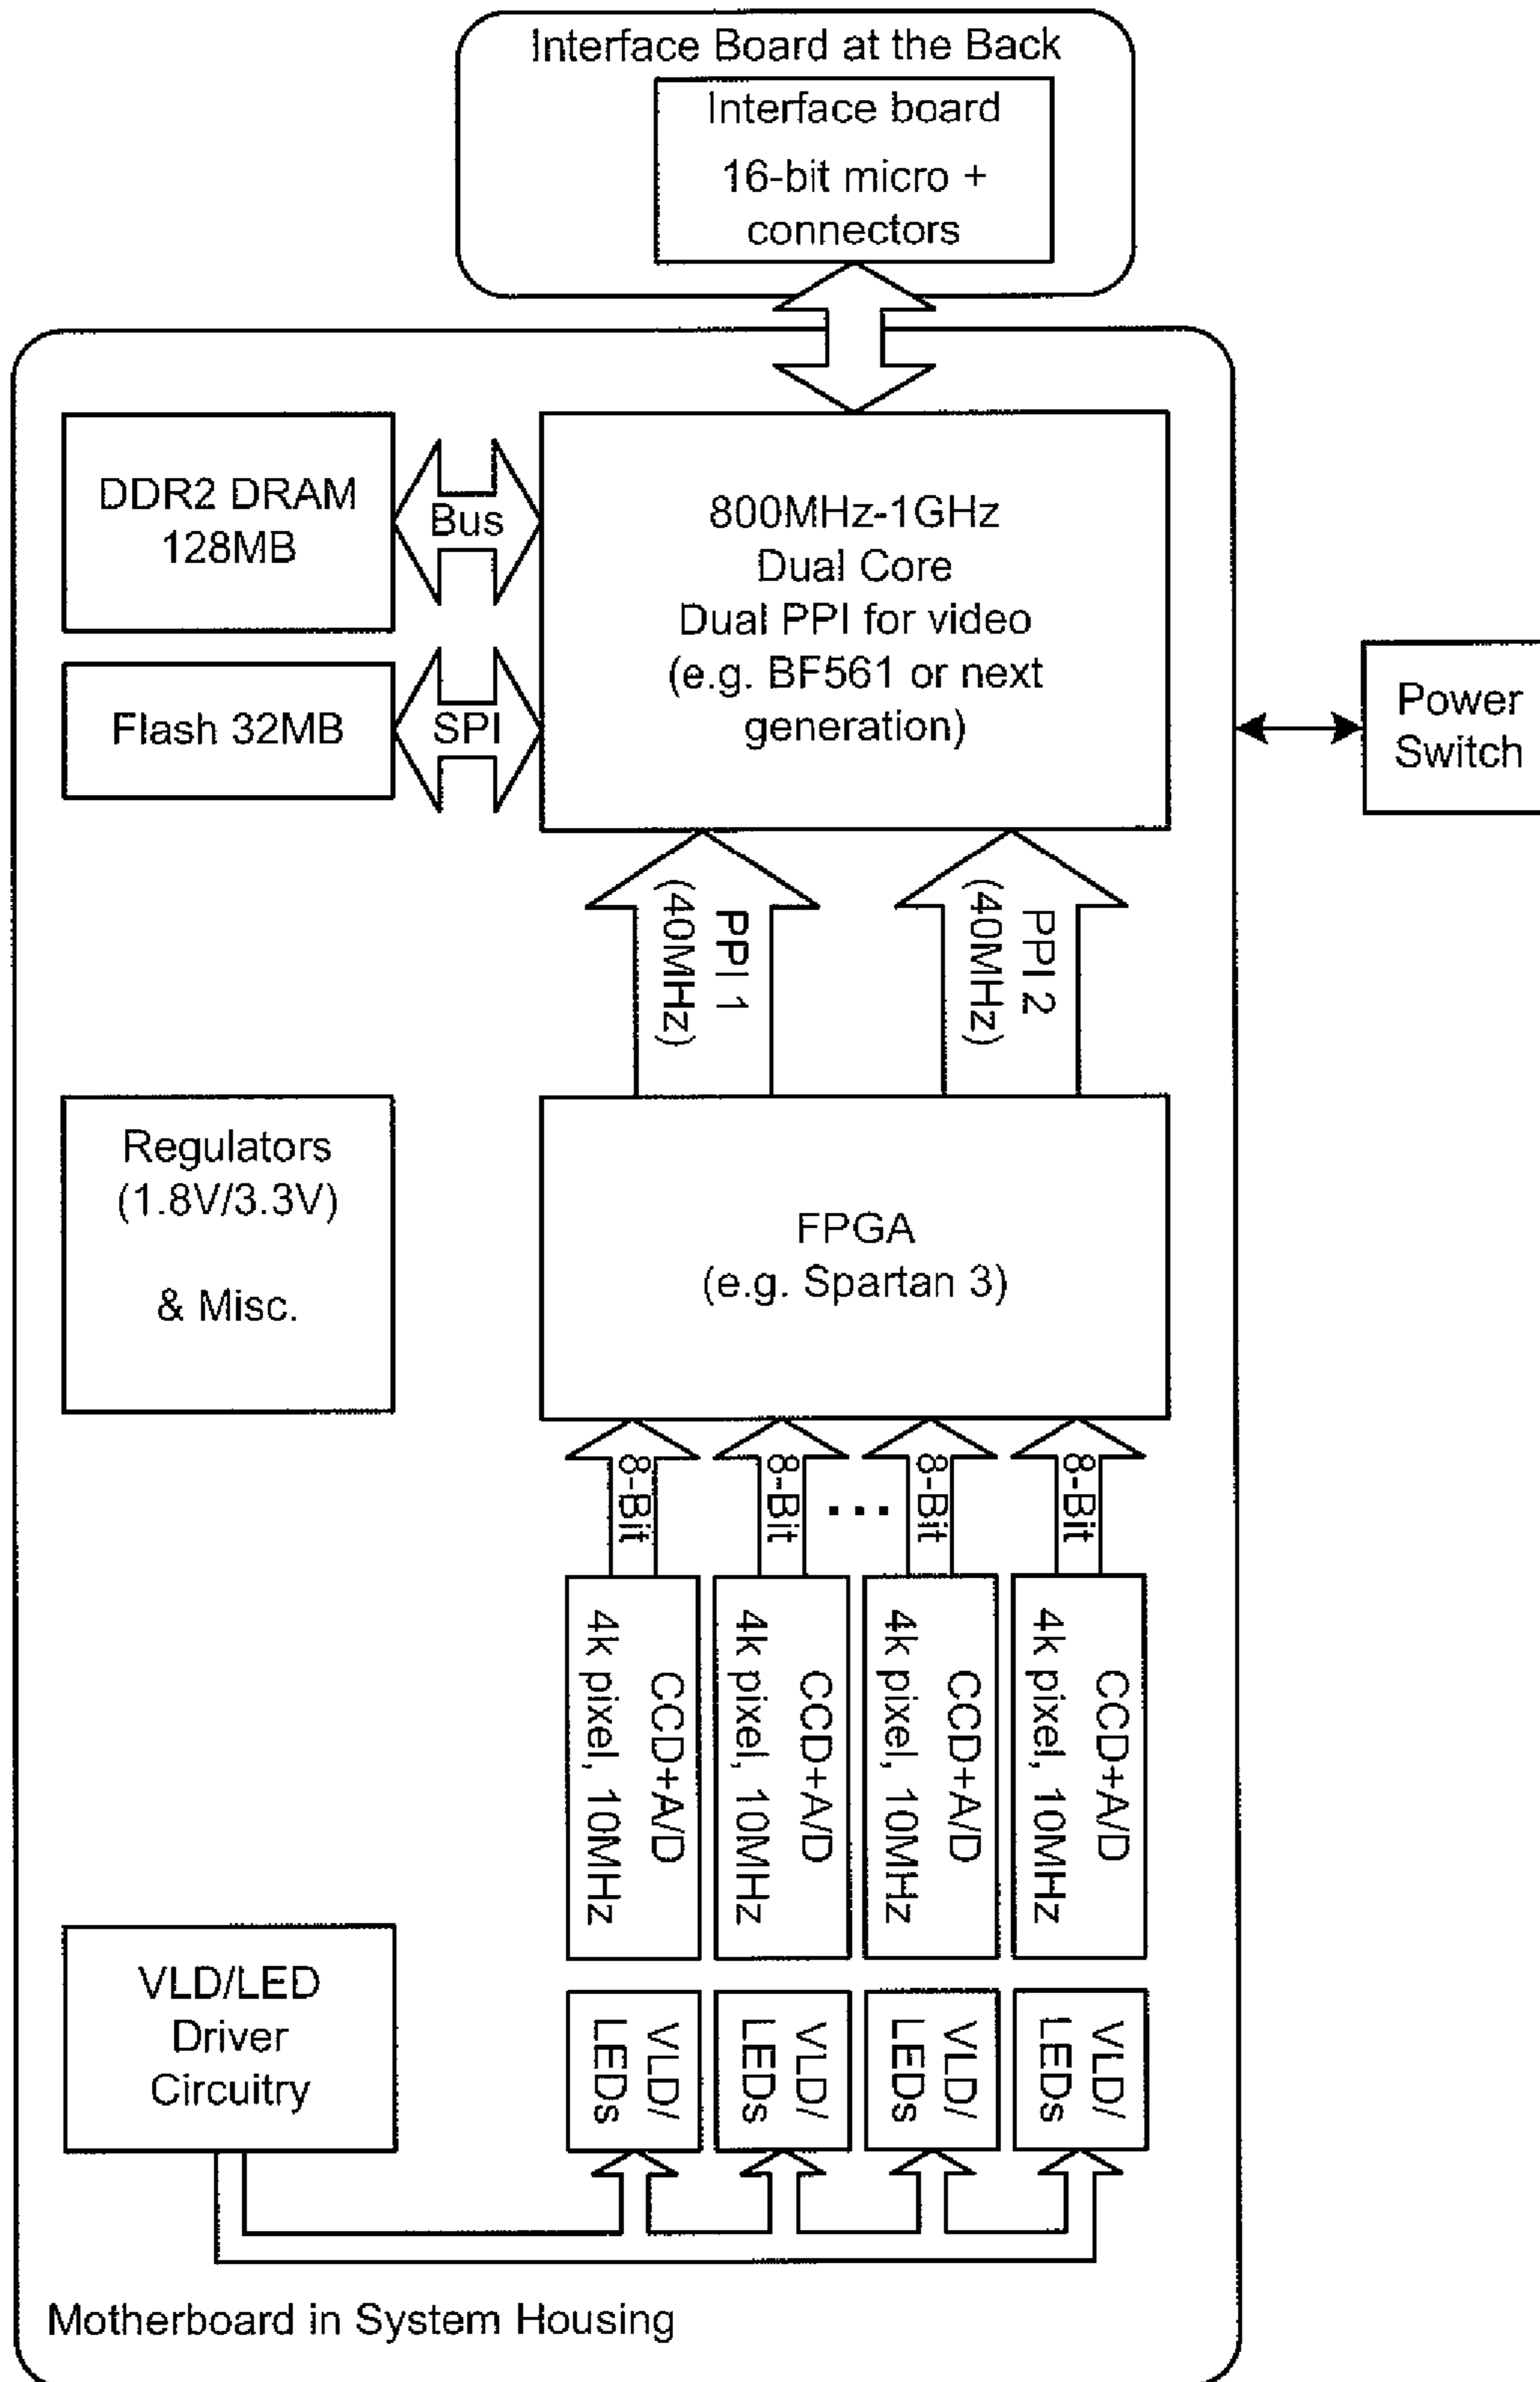 Interface Board at the Back
Interface board
16-bit micro +
connectors
DDR2 DRAM
128MB
Bus
800MHz-1GHz
Dual Core
Dual PPI for video
(e.g. BF561 or next
generation)
Flash 32MB
SPI
Power
Switch
PPI 1
(40MHz)
PPI 2
(40MHz)
Regulators
(1.8V/3.3V)
& Misc.
FPGA
(e.g. Spartan 3)
8-Bit
8-Bit
...
8-Bit
8-Bit
CCD+A/D
4k pixel, 10MHz
CCD+A/D
4k pixel, 10MHz
CCD+A/D
4k pixel, 10MHz
CCD+A/D
4k pixel, 10MHz
VLD/LED
Driver
Circuitry
VLD/
LEDs
VLD/
LEDs
VLD/
LEDs
VLD/
LEDs
Motherboard in System Housing